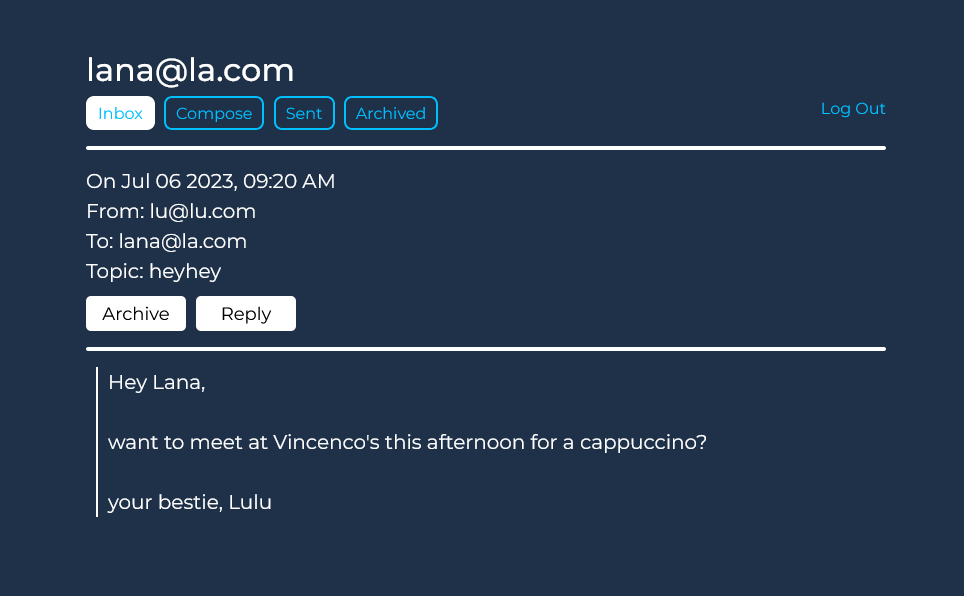 lana@la.com
Inbox Compose Sent Archived Log Out
On Jul 06 2023, 09:20 AM
From: lu@lu.com
To: lana@la.com
Topic: heyhey
Archive Reply
Hey Lana,
want to meet at Vincenco's this afternoon for a cappuccino?
your bestie, Lulu